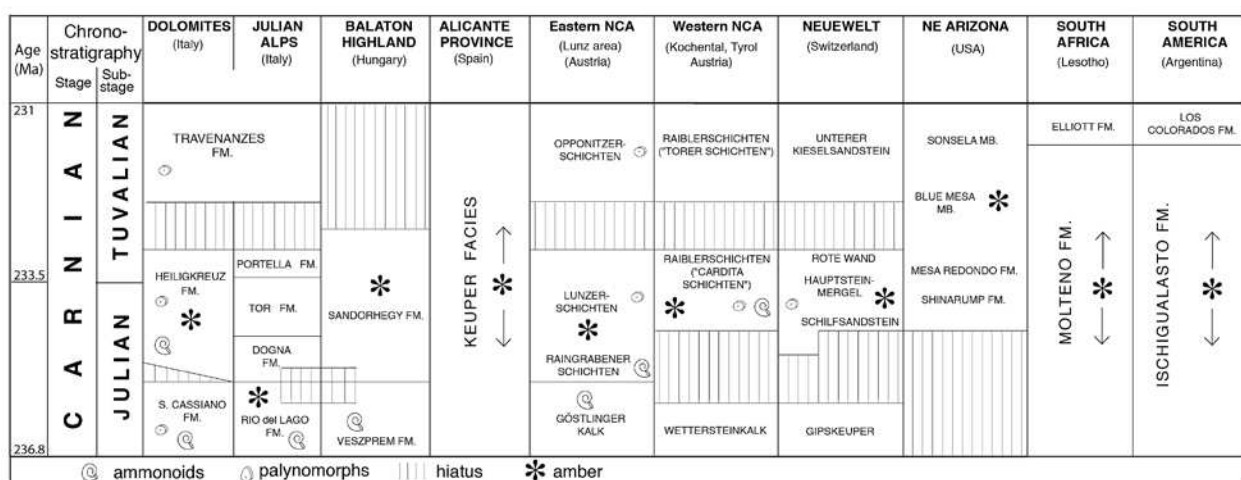 Age
(Ma)
Chrono-
stratigraphy
Stage
Sub-
stage
DOLOMITES
(Italy)
JULIAN
ALPS
(Italy)
BALATON
HIGHLAND
(Hungary)
ALICANTE
PROVINCE
(Spain)
Eastern NCA
(Lunz area)
(Austria)
Western NCA
(Kochental, Tyrol
Austria)
NEUEWELT
(Switzerland)
NE ARIZONA
(USA)
SOUTH
AFRICA
(Lesotho)
SOUTH
AMERICA
(Argentina)
231
233.5
236.8
CARNIAN
TUVALIAN
JULIAN
TRAVENANZES
FM.
HEILIGKREUZ
FM.
S. CASSIANO
FM.
PORTELLA FM.
TOR FM.
DOGNA
FM.
RIO del LAGO
FM.
SANDORHEGY FM.
VESZPREM FM.
KEUPER FACIES
OPPONITZER-
SCHICHTEN
LUNZER-
SCHICHTEN
RAINGRABENER
SCHICHTEN
GÖSTLINGER
KALK
RAIBLERSCHICHTEN
("TORER SCHICHTEN")
RAIBLERSCHICHTEN
("CARDITA
SCHICHTEN")
WETTERSTEINKALK
UNTERER
KIESELSANDSTEIN
ROTE WAND
HAUPTSTEIN-
MERGEL
SCHILFSANDSTEIN
GIPSKEUPER
SONSELA MB.
BLUE MESA
MB.
MESA REDONDO FM.
SHINARUMP FM.
ELLIOTT FM.
MOLTENO FM.
LOS
COLORADOS FM.
ISCHIGUALASTO FM.
ammonoids palynomorphs hiatus amber